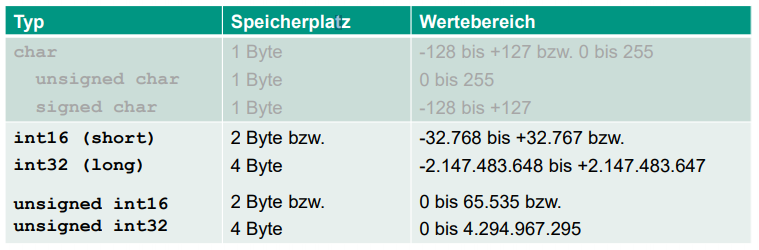 Typ Speicherplatz Wertebereich
char 1 Byte -128 bis +127 bzw. 0 bis 255
unsigned char 1 Byte 0 bis 255
signed char 1 Byte -128 bis +127
int16 (short) 2 Byte bzw. -32.768 bis +32.767 bzw.
int32 (long) 4 Byte -2.147.483.648 bis +2.147.483.647
unsigned int16 2 Byte bzw. 0 bis 65.535 bzw.
unsigned int32 4 Byte 0 bis 4.294.967.295